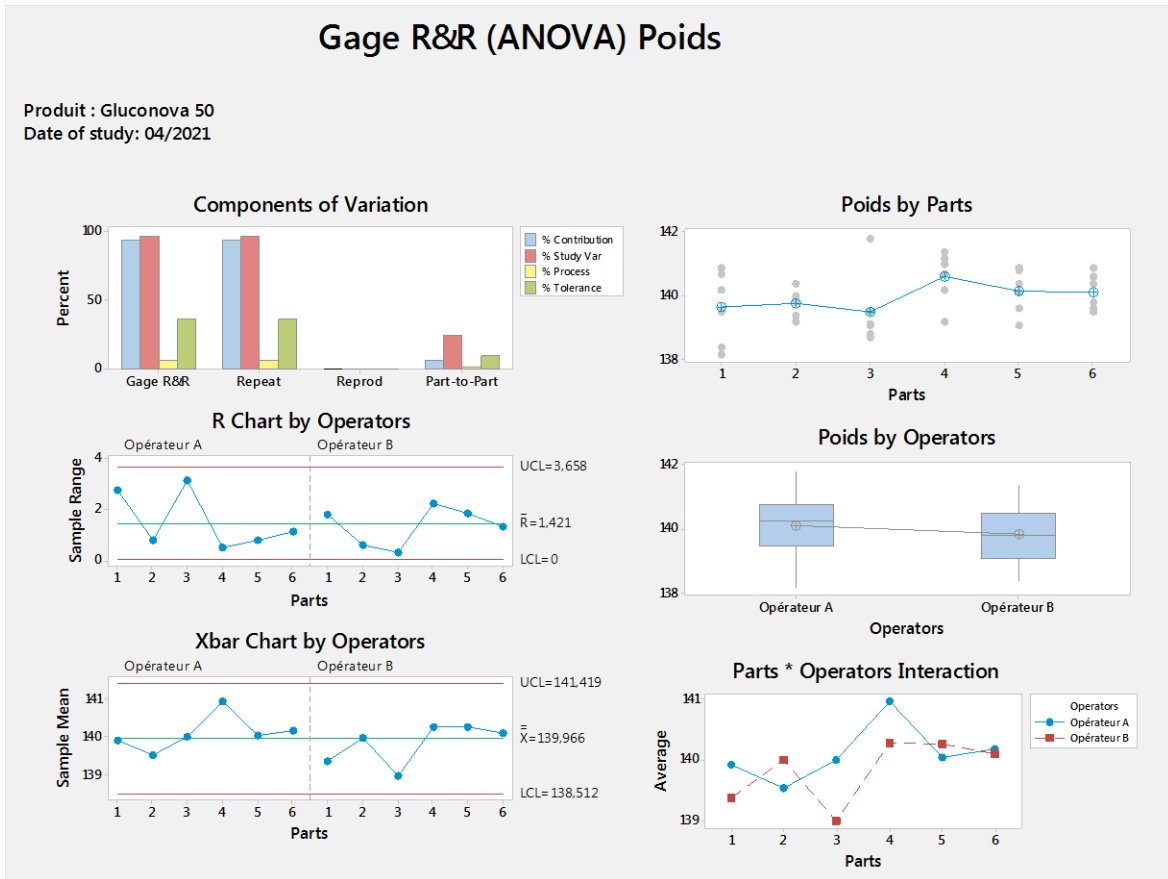 Gage R&R (ANOVA) Poids
Produit : Gluconova 50
Date of study: 04/2021
Components of Variation
Percent
100
50
0
Gage R&R Repeat Reprod Part-to-Part
% Contribution
% Study Var
% Process
% Tolerance
R Chart by Operators
Opérateur A Opérateur B
Sample Range
4
2
0
UCL=3,658
R=1,421
LCL=0
1 2 3 4 5 6 1 2 3 4 5 6
Parts
Xbar Chart by Operators
Opérateur A Opérateur B
Sample Mean
141
140
139
UCL=141,419
X=139,966
LCL=138,512
1 2 3 4 5 6 1 2 3 4 5 6
Parts
Poids by Parts
142
140
138
1 2 3 4 5 6
Parts
Poids by Operators
142
140
138
Opérateur A Opérateur B
Operators
Parts * Operators Interaction
Average
141
140
139
1 2 3 4 5 6
Parts
Operators
Opérateur A
Opérateur B